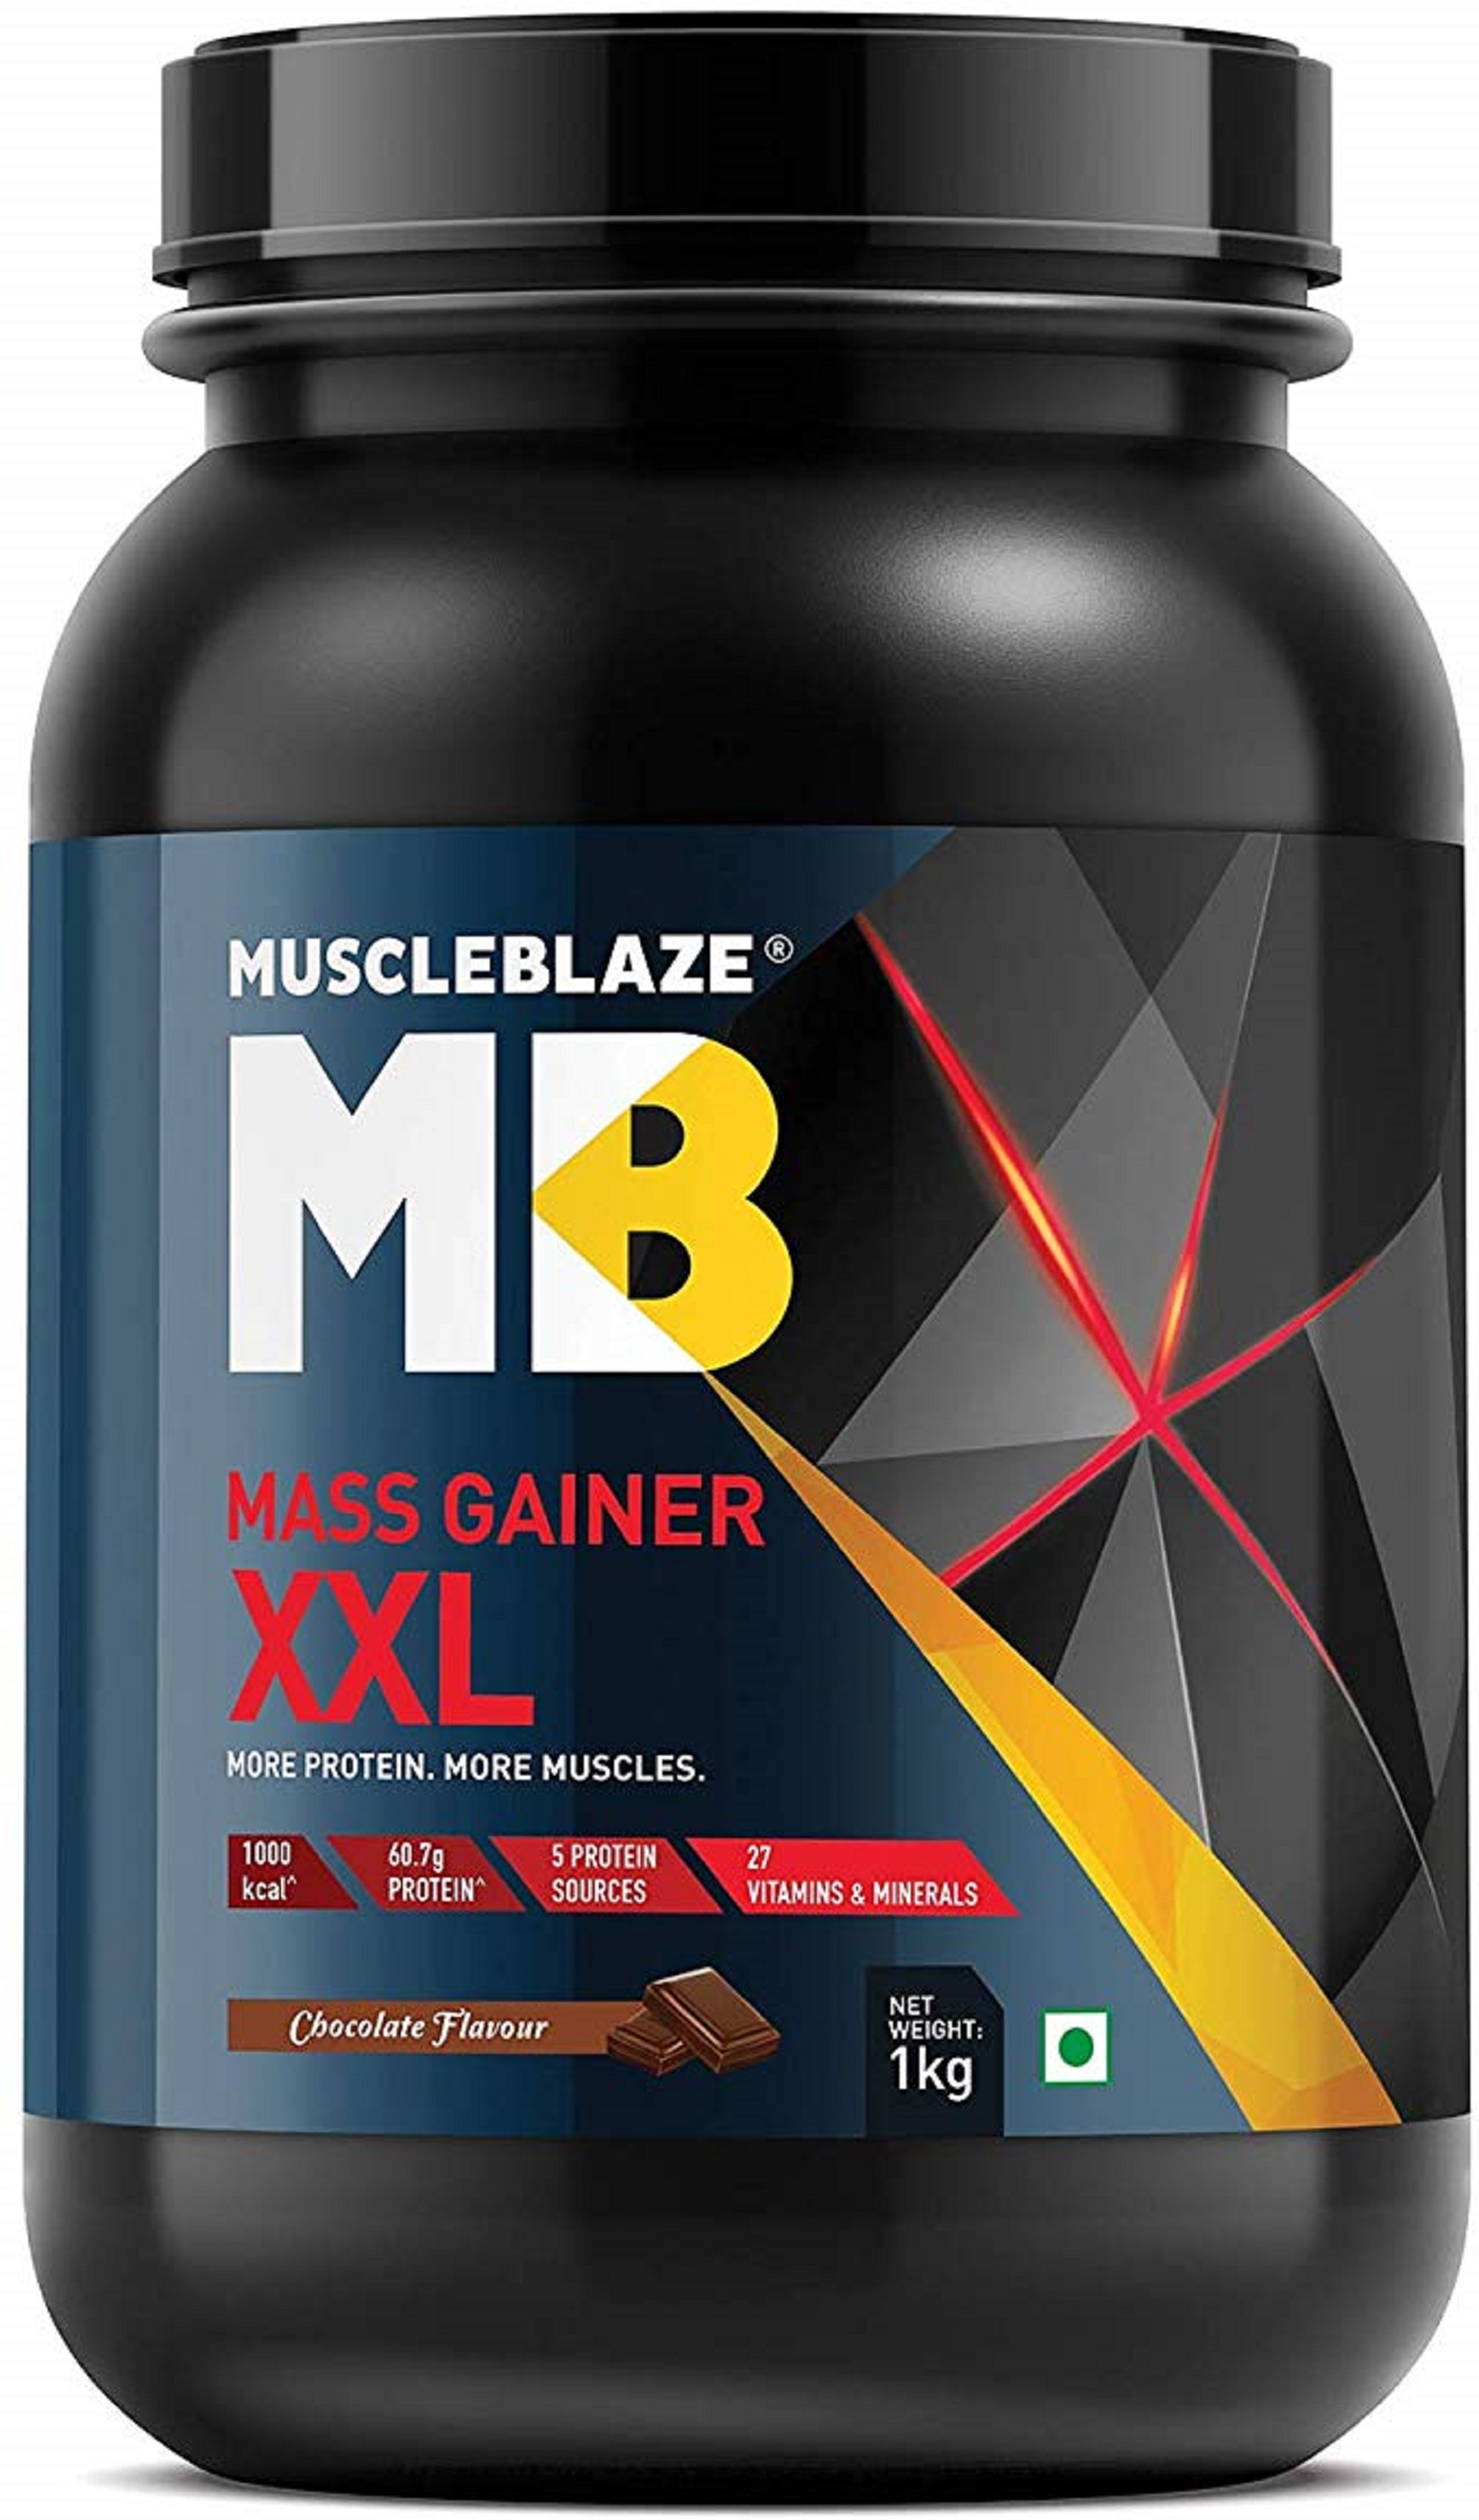 MUSCLEBLAZE®
MB
MASS GAINER
XXL
MORE PROTEIN. MORE MUSCLES.
1000
kcal^
60.7g
PROTEIN^
5 PROTEIN
SOURCES
27
VITAMINS & MINERALS
Chocolate Flavour
NET
WEIGHT:
1kg